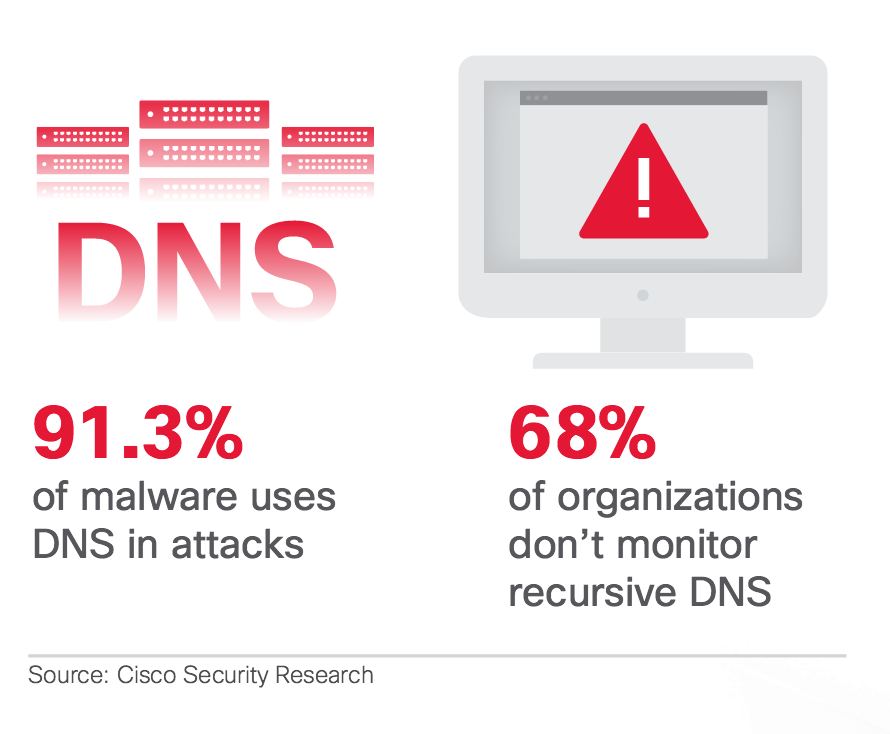 DNS
91.3%
of malware uses
DNS in attacks
68%
of organizations
don’t monitor
recursive DNS
Source: Cisco Security Research